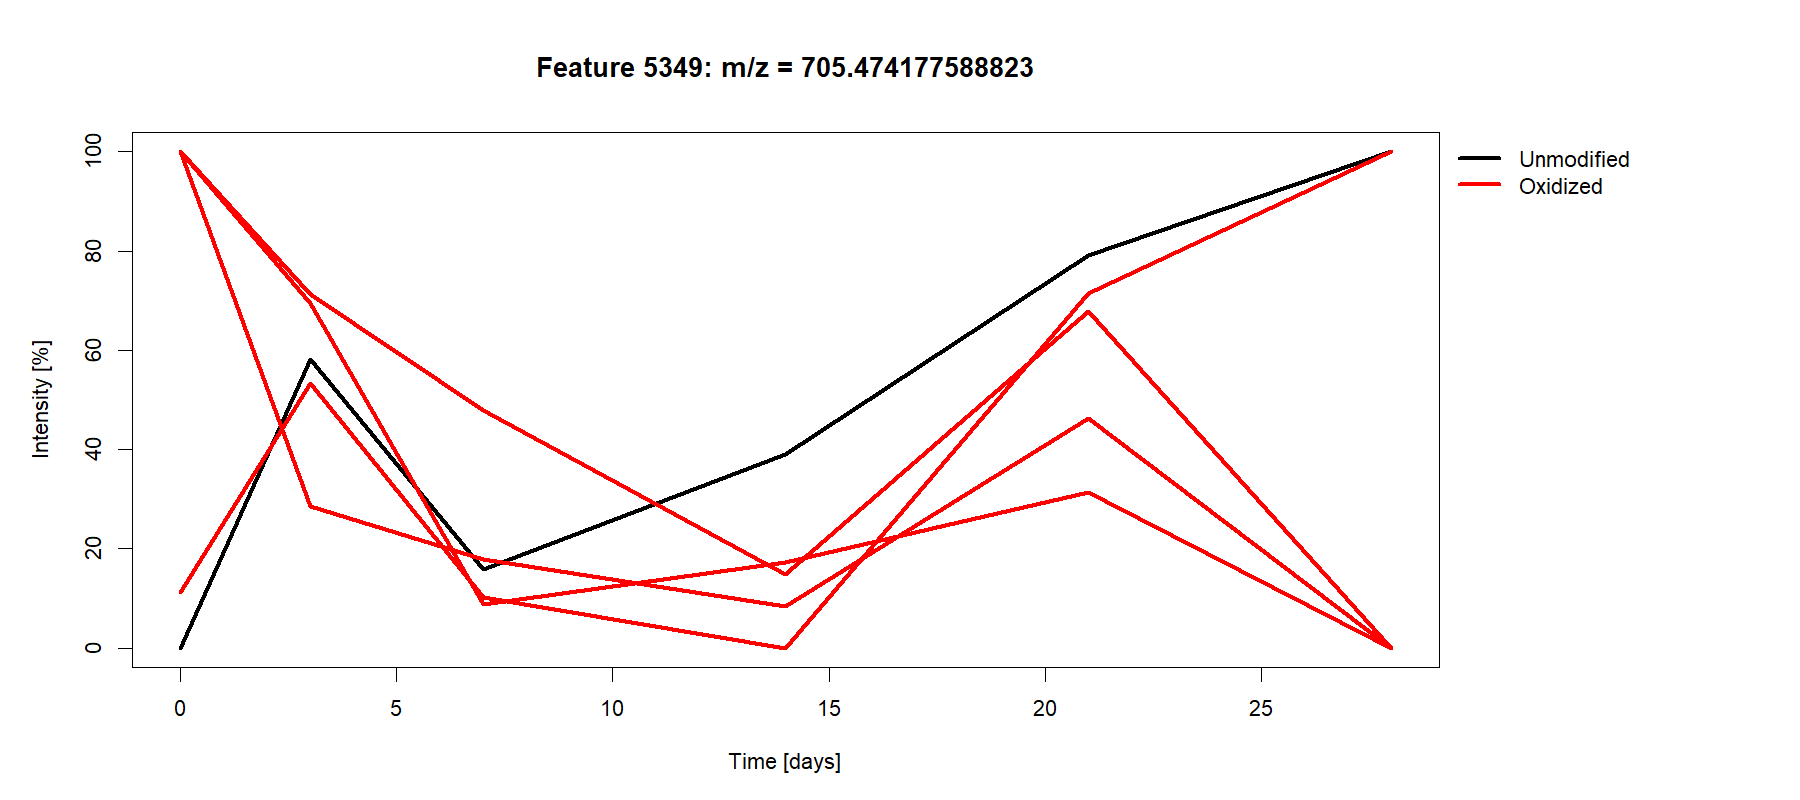 Feature 5349: m/z = 705.474177588823
Unmodified
Oxidized
Intensity [%]
100
80
60
40
20
0
0 5 10 15 20 25
Time [days]